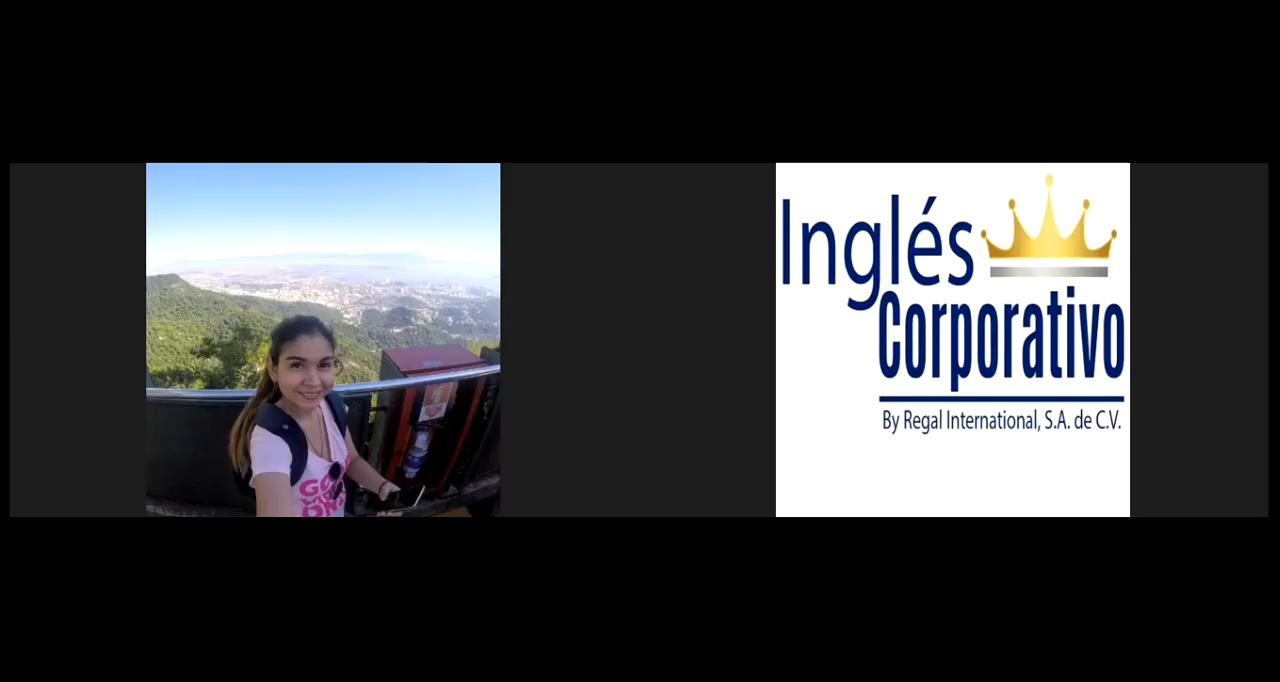 Inglés
Corporativo
By Regal International, S.A. de C.V.